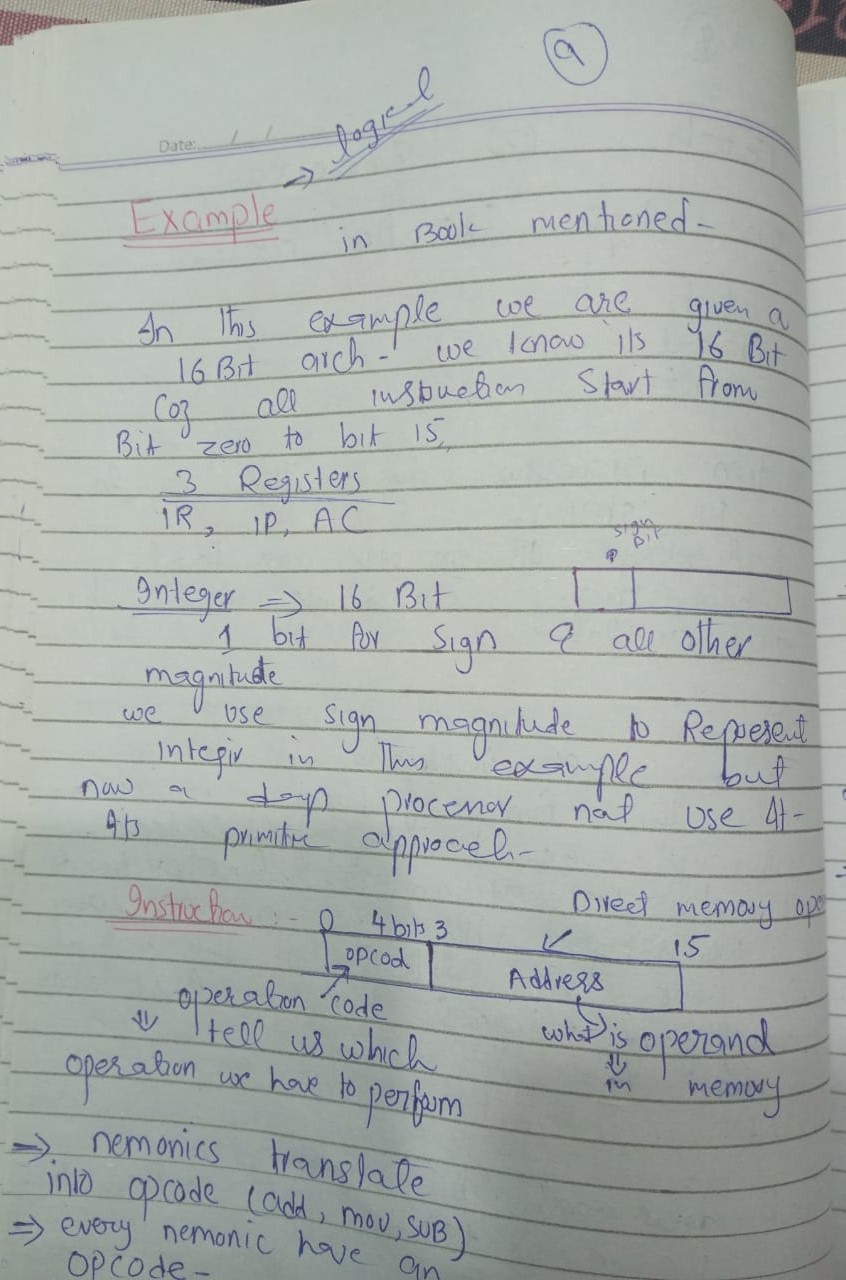 9
Date: / /
→ logical
Example
in Book mentioned-
In this example we are given a
16 Bit arch- we know its 16 Bit
Coz all instruction start from
Bit zero to bit 15,
3 Registers
IR, IP, AC
sign
bit
Integer ⇒ 16 Bit
1 bit for sign & all other
magnitude
we use sign magnitude to Represent
integir in This example but
now a days processor not use it-
its primitive approach-
Instruction :-
Direct memory ope
0 4 bits 3 15
opcod Address
operation code
⇓ tell us which
operation we have to perform
what is operand
⇓
in memory
⇒ nemonics translate
into opcode (add, mov, SUB)
⇒ every nemonic have an
OPCode-